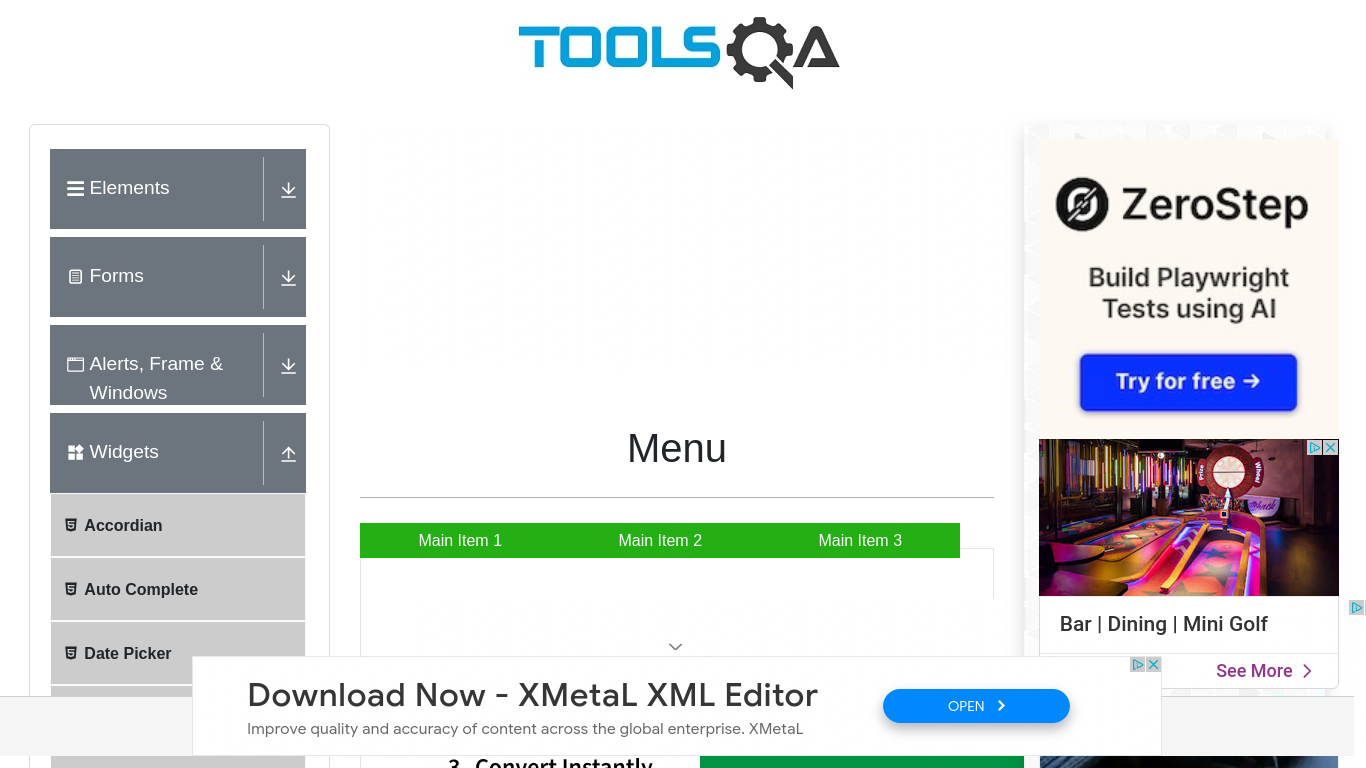 TOOLSQA
Elements
Forms
Alerts, Frame &
Windows
Widgets
Accordian
Auto Complete
Date Picker
Menu
Main Item 1
Main Item 2
Main Item 3
ZeroStep
Build Playwright
Tests using AI
Try for free →
Bar | Dining | Mini Golf
See More
Download Now - XMetaL XML Editor
Improve quality and accuracy of content across the global enterprise. XMetaL
OPEN
3. Convert Instantly